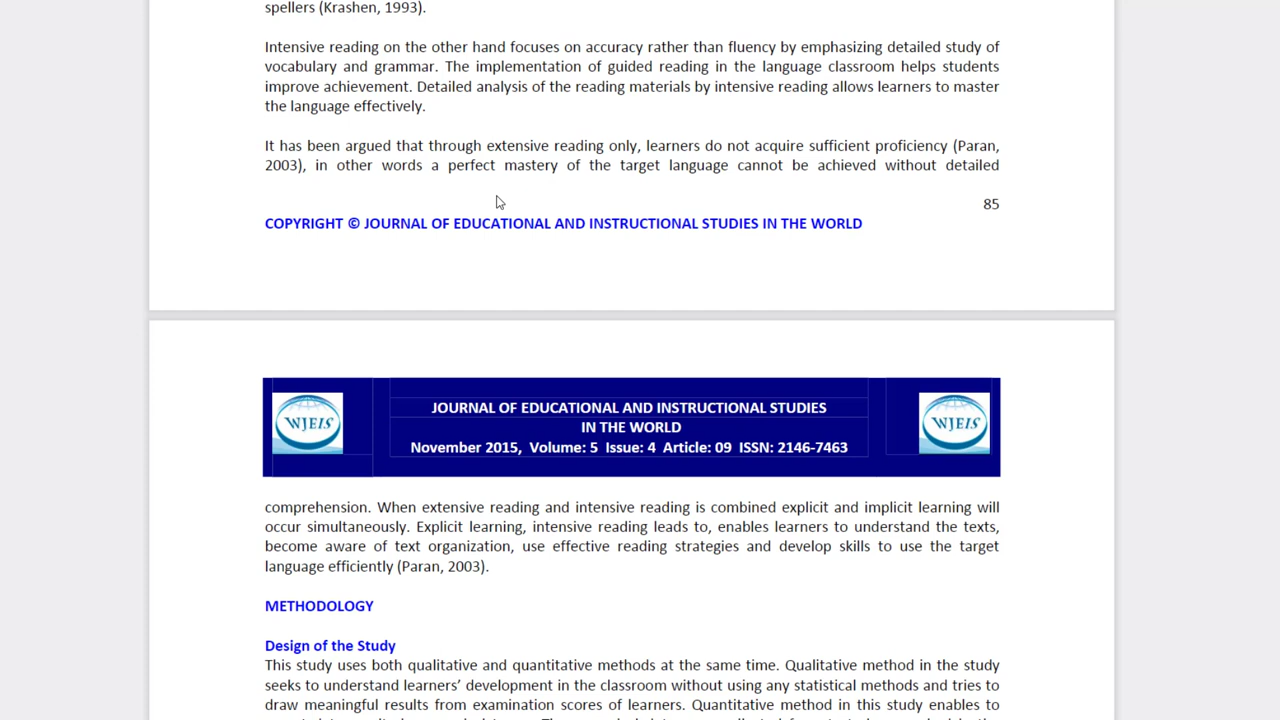 spellers (Krashen, 1993).
Intensive reading on the other hand focuses on accuracy rather than fluency by emphasizing detailed study of
vocabulary and grammar. The implementation of guided reading in the language classroom helps students
improve achievement. Detailed analysis of the reading materials by intensive reading allows learners to master
the language effectively.
It has been argued that through extensive reading only, learners do not acquire sufficient proficiency (Paran,
2003), in other words a perfect mastery of the target language cannot be achieved without detailed
85
COPYRIGHT © JOURNAL OF EDUCATIONAL AND INSTRUCTIONAL STUDIES IN THE WORLD
WJEIS
JOURNAL OF EDUCATIONAL AND INSTRUCTIONAL STUDIES
IN THE WORLD
November 2015, Volume: 5 Issue: 4 Article: 09 ISSN: 2146-7463
WJEIS
comprehension. When extensive reading and intensive reading is combined explicit and implicit learning will
occur simultaneously. Explicit learning, intensive reading leads to, enables learners to understand the texts,
become aware of text organization, use effective reading strategies and develop skills to use the target
language efficiently (Paran, 2003).
METHODOLOGY
Design of the Study
This study uses both qualitative and quantitative methods at the same time. Qualitative method in the study
seeks to understand learners’ development in the classroom without using any statistical methods and tries to
draw meaningful results from examination scores of learners. Quantitative method in this study enables to